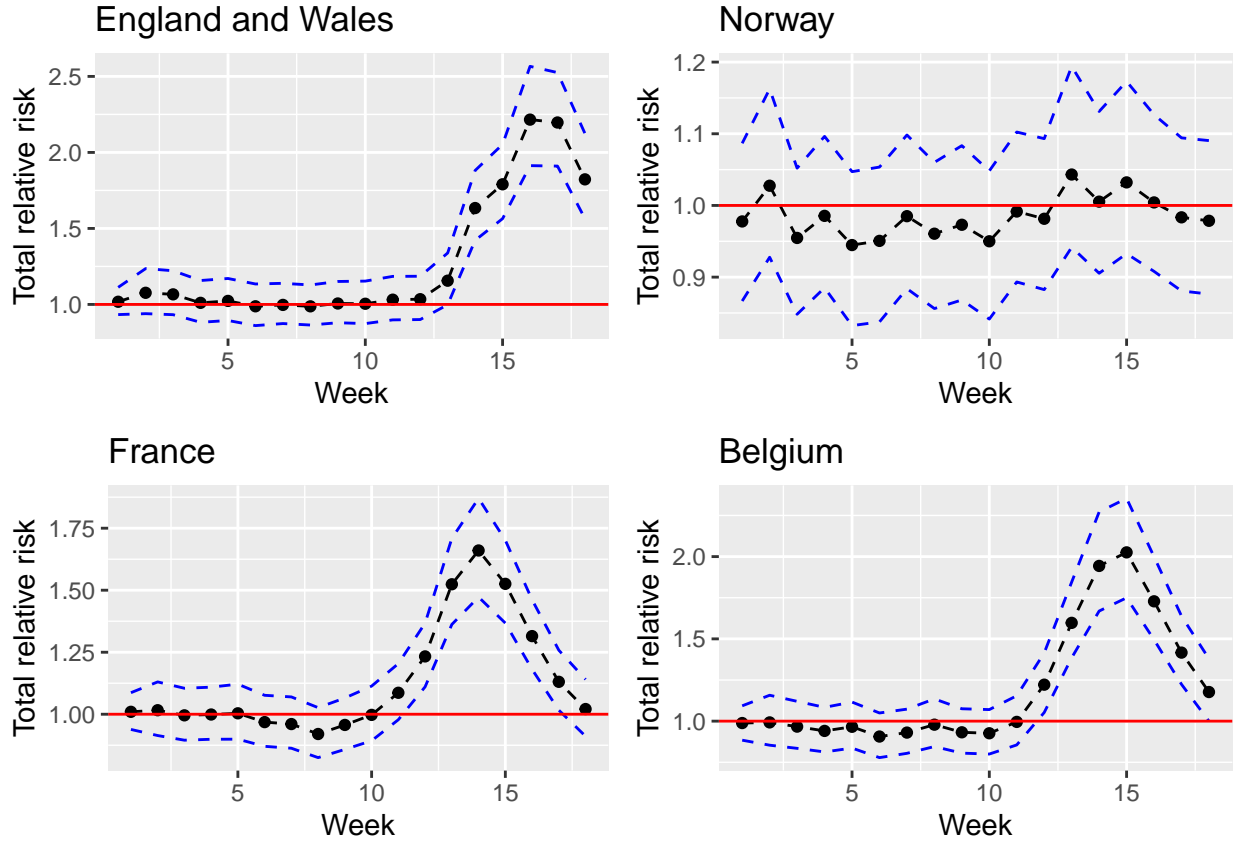 England and Wales
Total relative risk
2.5
2.0
1.5
1.0
5
10
15
Week
Norway
Total relative risk
1.2
1.1
1.0
0.9
5
10
15
Week
France
Total relative risk
1.75
1.50
1.25
1.00
5
10
15
Week
Belgium
Total relative risk
2.0
1.5
1.0
5
10
15
Week